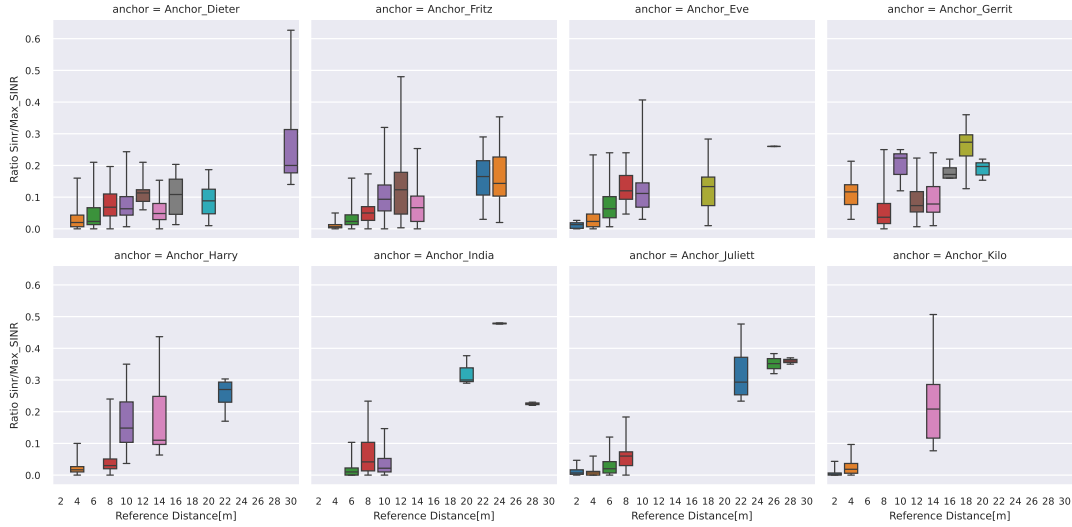 anchor = Anchor_Dieter
anchor = Anchor_Fritz
anchor = Anchor_Eve
anchor = Anchor_Gerrit
0.6
0.5
0.4
0.3
0.2
0.1
0.0
Ratio Sinr/Max_SINR
anchor = Anchor_Harry
anchor = Anchor_India
anchor = Anchor_Juliett
anchor = Anchor_Kilo
0.6
0.5
0.4
0.3
0.2
0.1
0.0
Ratio Sinr/Max_SINR
2 4 6 8 10 12 14 16 18 20 22 24 26 28 30
2 4 6 8 10 12 14 16 18 20 22 24 26 28 30
2 4 6 8 10 12 14 16 18 20 22 24 26 28 30
2 4 6 8 10 12 14 16 18 20 22 24 26 28 30
Reference Distance[m]
Reference Distance[m]
Reference Distance[m]
Reference Distance[m]